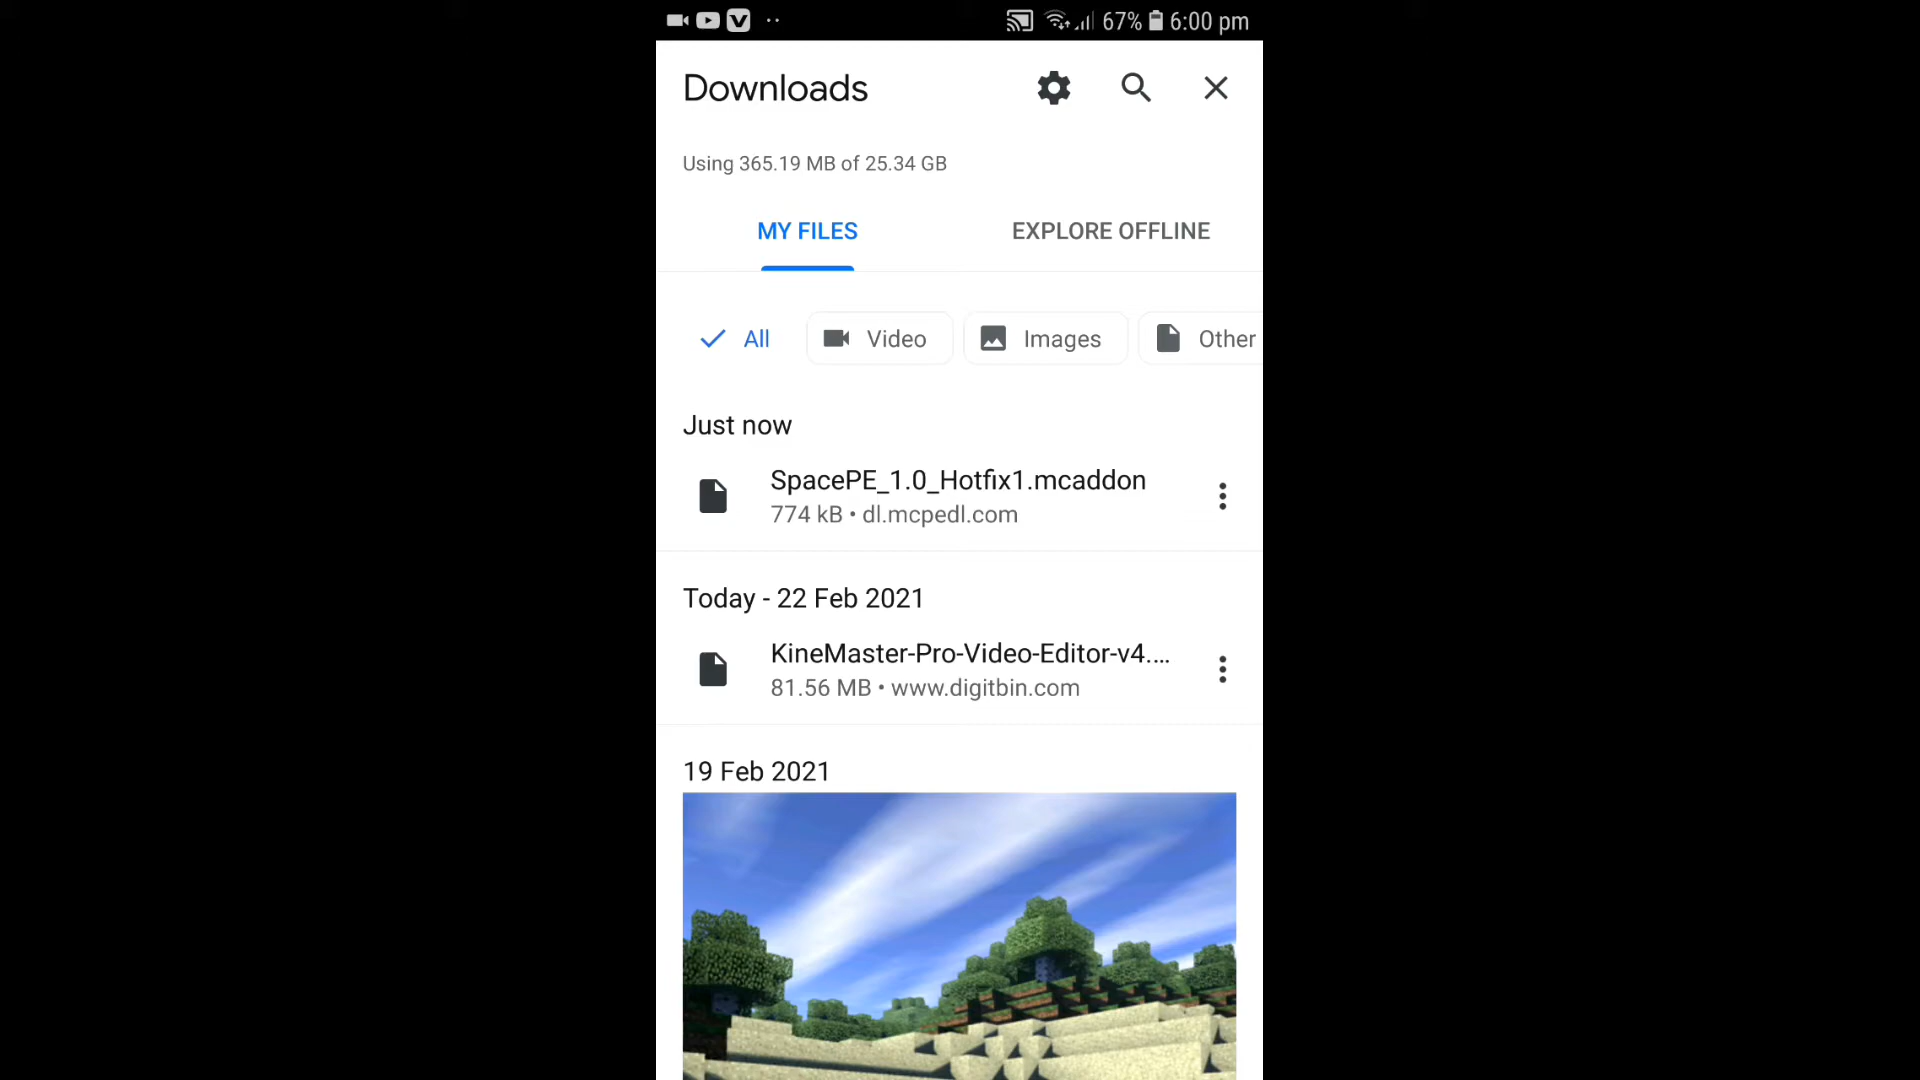 67% 6:00 pm
Downloads
Using 365.19 MB of 25.34 GB
MY FILES EXPLORE OFFLINE
All Video Images Other
Just now
SpacePE_1.0_Hotfix1.mcaddon
774 kB • dl.mcpedl.com
Today - 22 Feb 2021
KineMaster-Pro-Video-Editor-v4....
81.56 MB • www.digitbin.com
19 Feb 2021